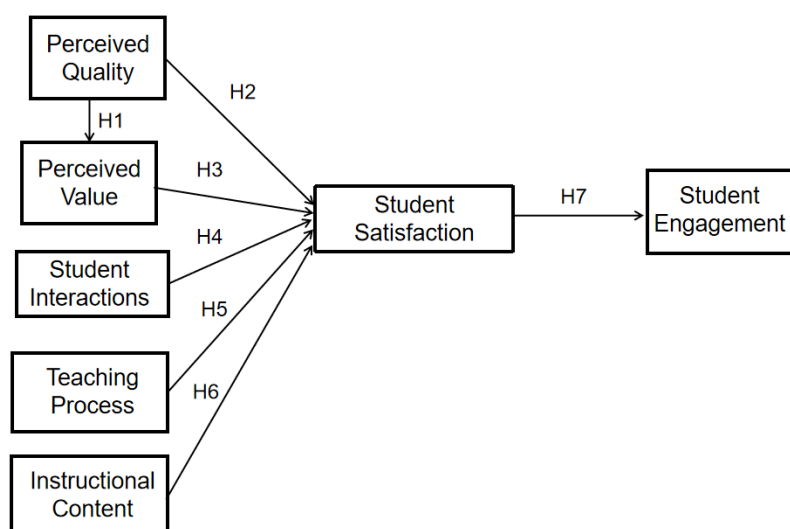 Perceived
Quality
H2
H1
Perceived
Value
H3
Student
Satisfaction
H7
Student
Engagement
H4
Student
Interactions
H5
Teaching
Process
H6
Instructional
Content